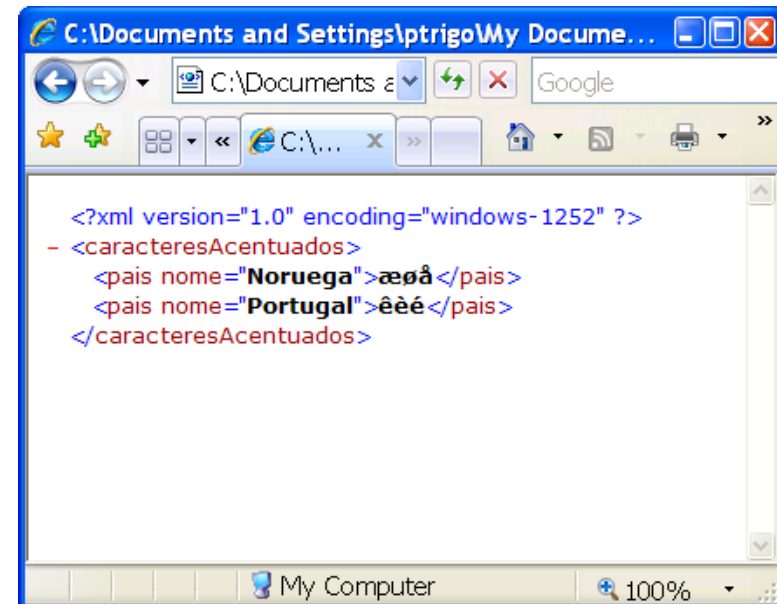 C:\Documents and Settings\ptrigo\My Docume...
C:\Documents
Google
« C:\... x »
»
<?xml version="1.0" encoding="windows-1252" ?>
- <caracteresAcentuados>
<pais nome="Noruega">æøå</pais>
<pais nome="Portugal">êèé</pais>
</caracteresAcentuados>
My Computer
100%